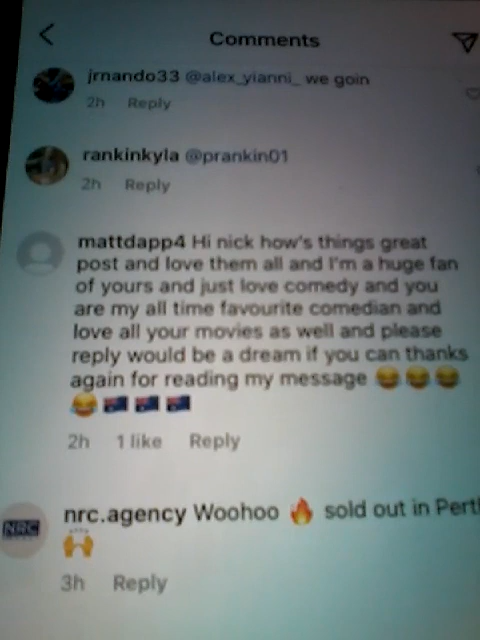 Comments
jrnando33 @alex_yianni_ we goin
2h Reply
rankinkyla @prankin01
2h Reply
mattdapp4 Hi nick how's things great
post and love them all and I'm a huge fan
of yours and just love comedy and you
are my all time favourite comedian and
love all your movies as well and please
reply would be a dream if you can thanks
again for reading my message 😂 😂 😂
😂 🇦🇺 🇦🇺 🇦🇺
2h 1 like Reply
NRC
nrc.agency Woohoo 🔥 sold out in Perth
🙌
3h Reply